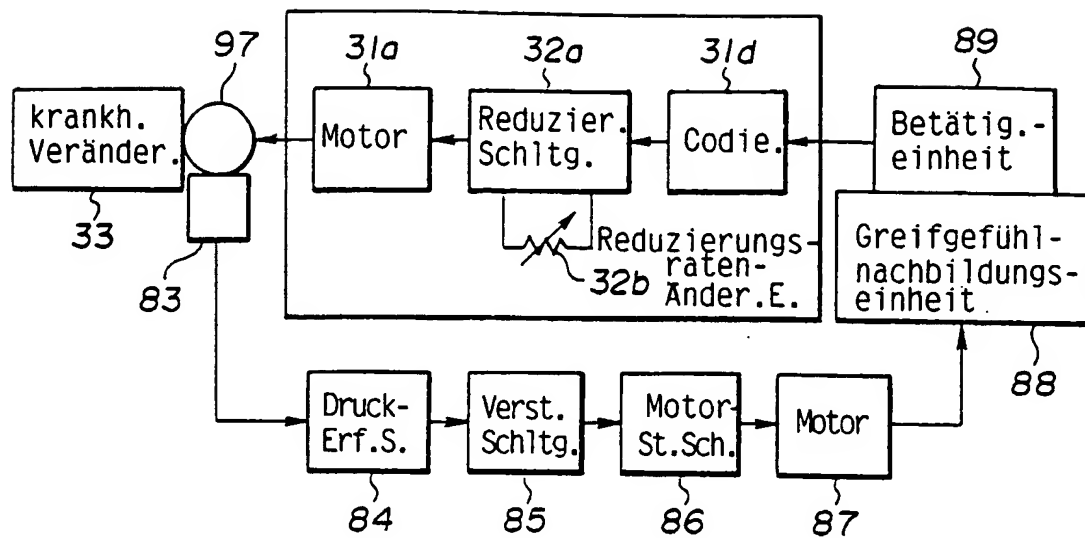 97
31a
32a
31d
89
krankh.
Veränder.
Motor
Reduzier.
Schltg.
Codie.
Betätig.-
einheit
33
83
32b
Reduzierungs-
raten-
Änder.E.
Greifgefühl-
nachbildungs-
einheit
88
Druck-
Erf.S.
Verst.
Schltg.
Motor-
St.Sch.
Motor
84
85
86
87